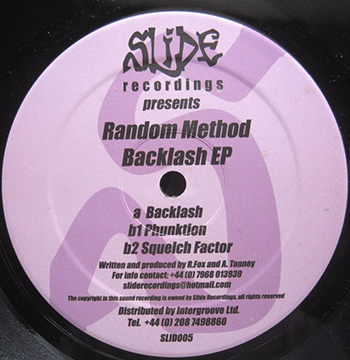 SLiDE
recordings
presents
Random Method
Backlash EP
a Backlash
b1 Phunktion
b2 Squelch Factor
Written and produced by R.Fox and A. Tannoy
For info contact: +44 (0) 7968 013939
sliderecordings@hotmail.com
The copyright in this sound recording is owned by Slide Recordings, all rights reserved
Distributed by Intergroove Ltd.
Tel. +44 (0) 208 7498860
SLID005